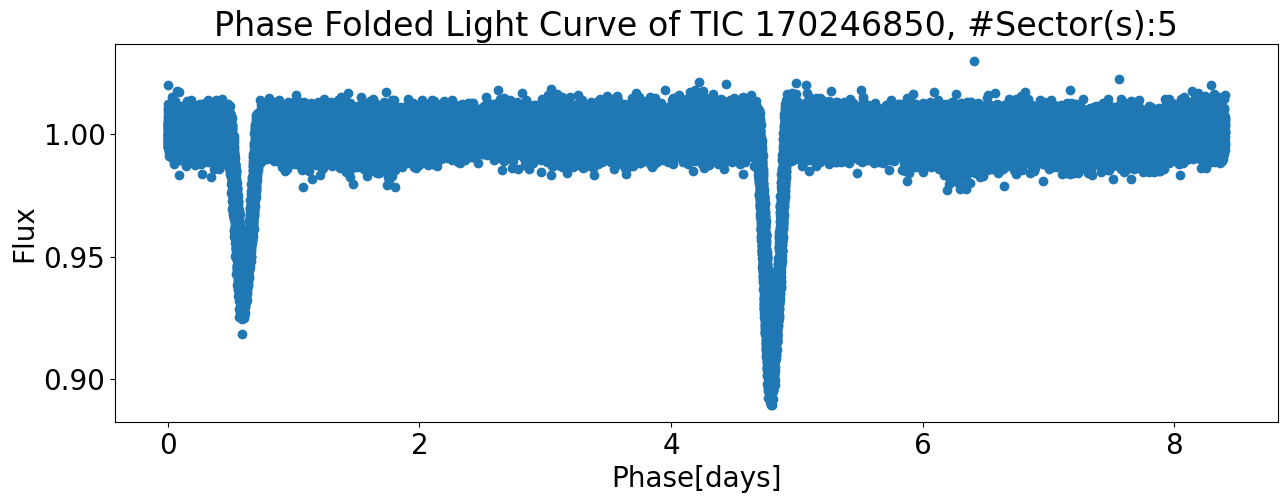 Phase Folded Light Curve of TIC 170246850, #Sector(s):5
1.00
0.95
0.90
Flux
0 2 4 6 8
Phase[days]